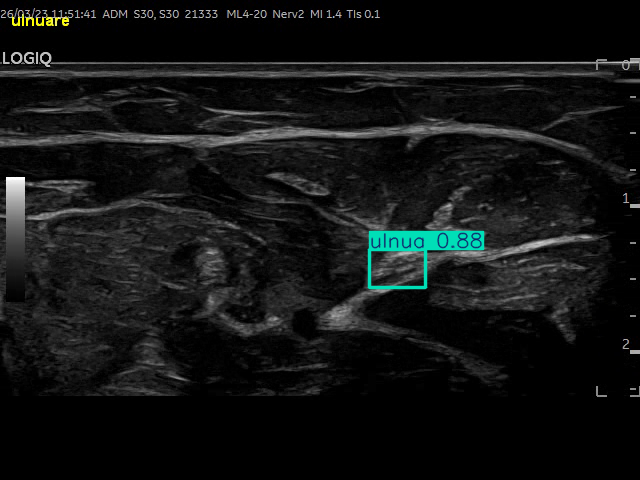 26/03/23 11:51:41 ADM S30, S30 21333 ML4-20 Nerv2 MI 1.4 TIs 0.1
ulnuare
LOGIQ
0
1
ulnua 0.88
2